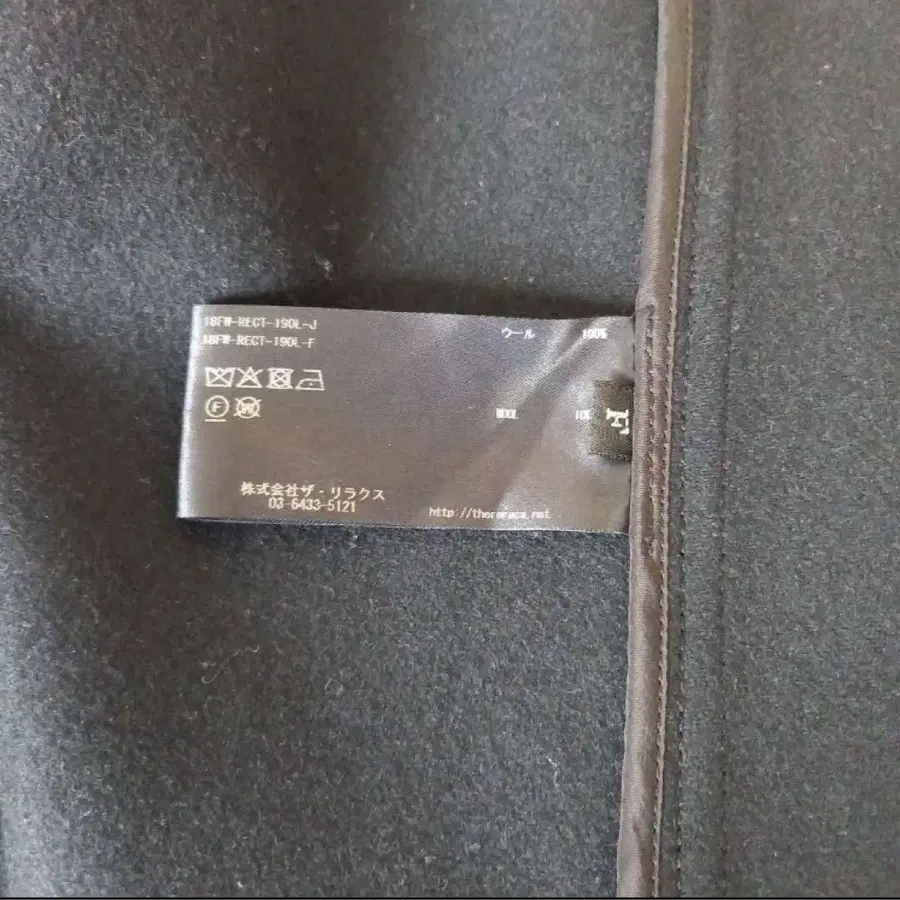 18FW-RECT-190L-J
18FW-RECT-190L-F
ウール 100%
F
W
WOOL
株式会社ザ・リラクス
03-6433-5121